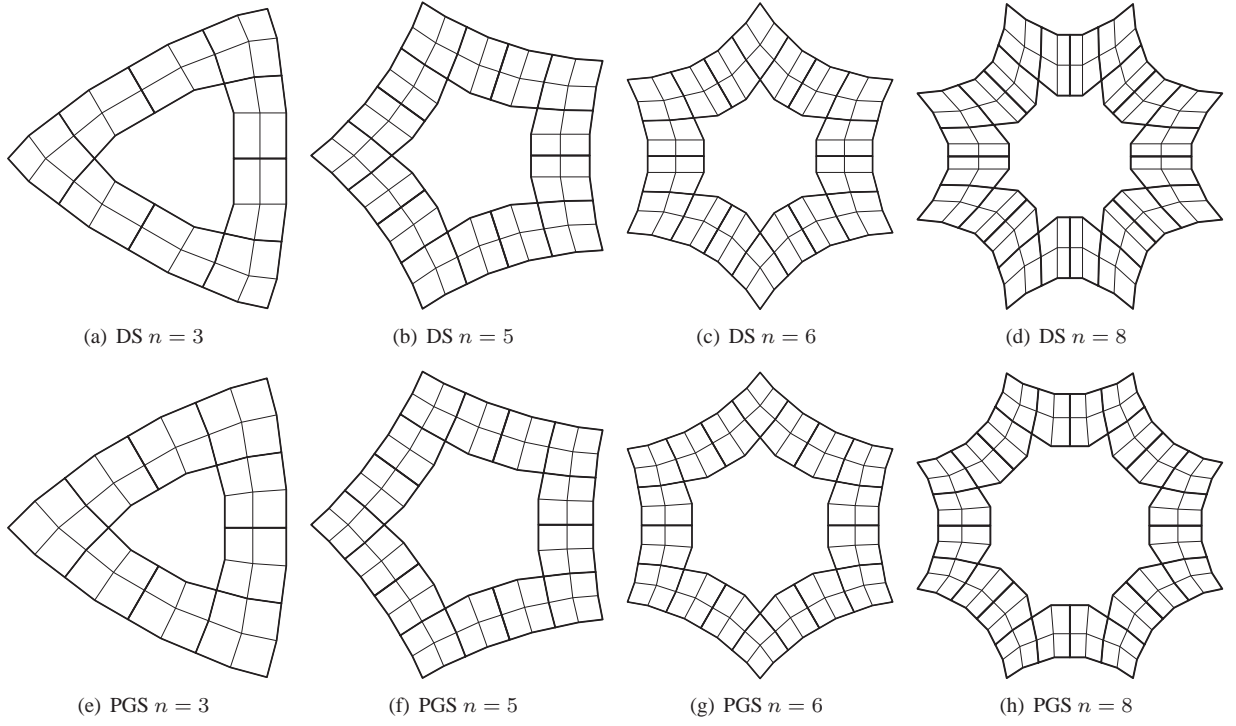 (a) DS n = 3
(b) DS n = 5
(c) DS n = 6
(d) DS n = 8
(e) PGS n = 3
(f) PGS n = 5
(g) PGS n = 6
(h) PGS n = 8